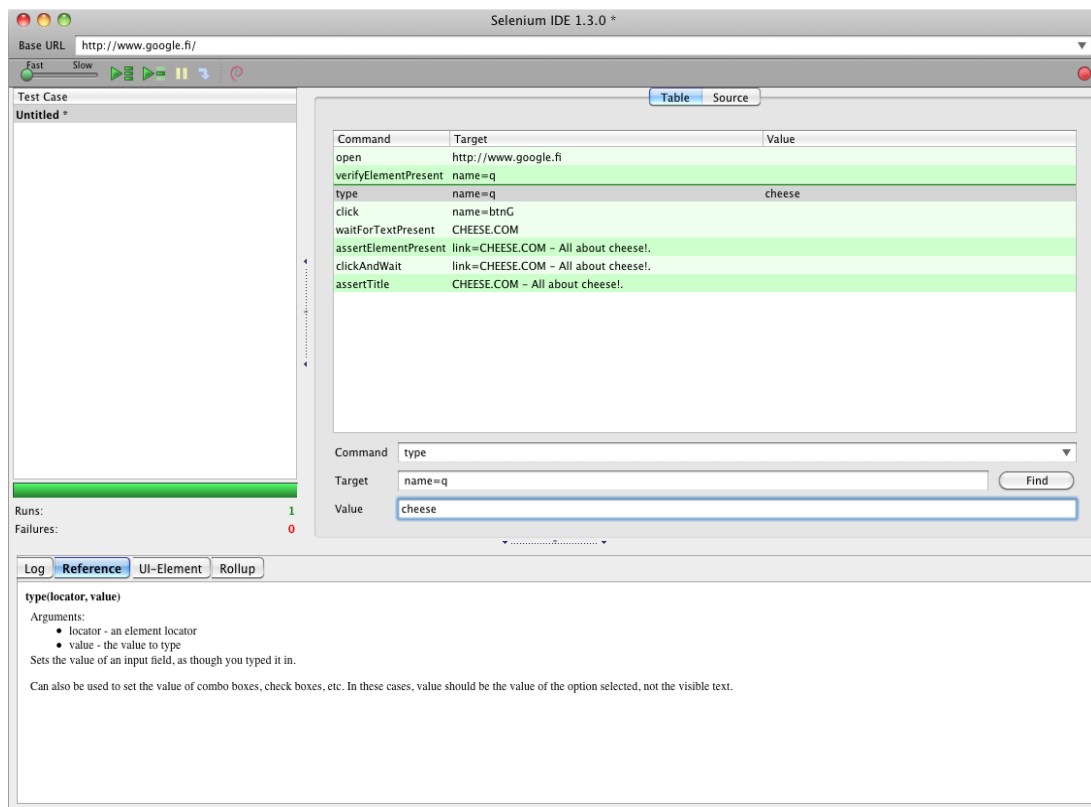 Selenium IDE 1.3.0 *
Base URL http://www.google.fi/
Fast Slow
Test Case
Untitled *
Table Source
Command Target Value
open http://www.google.fi
verifyElementPresent name=q
type name=q cheese
click name=btnG
waitForTextPresent CHEESE.COM
assertElementPresent link=CHEESE.COM - All about cheese!.
clickAndWait link=CHEESE.COM - All about cheese!.
assertTitle CHEESE.COM - All about cheese!.
Command type
Target name=q Find
Value cheese
Runs: 1
Failures: 0
Log Reference UI-Element Rollup
type(locator, value)
Arguments:
• locator - an element locator
• value - the value to type
Sets the value of an input field, as though you typed it in.
Can also be used to set the value of combo boxes, check boxes, etc. In these cases, value should be the value of the option selected, not the visible text.